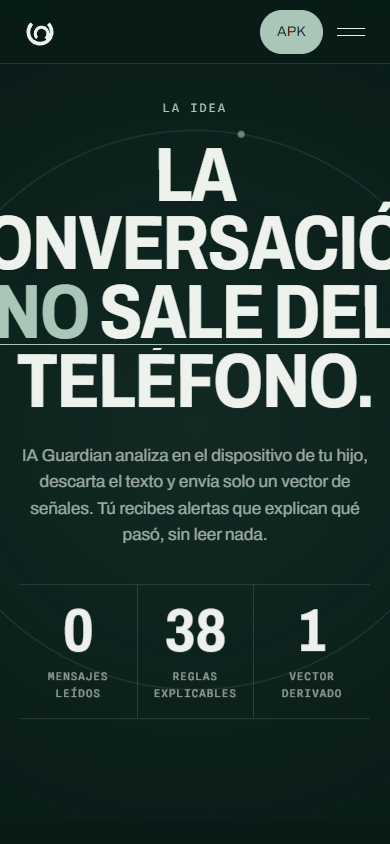 APK
LA IDEA
LA
ONVERSACIÓ
NO SALE DEL
TELÉFONO.
IA Guardian analiza en el dispositivo de tu hijo,
descarta el texto y envía solo un vector de
señales. Tú recibes alertas que explican qué
pasó, sin leer nada.
0 38 1
MENSAJES REGLAS VECTOR
LEÍDOS EXPLICABLES DERIVADO